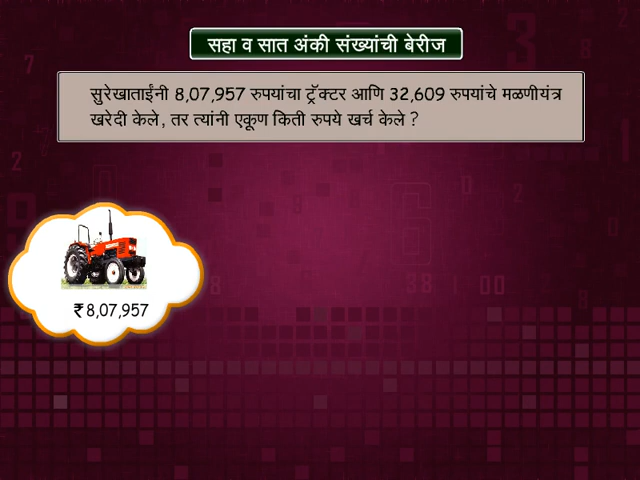 सहा व सात अंकी संख्यांची बेरीज
सुरेखाताईंनी 8,07,957 रुपयांचा ट्रॅक्टर आणि 32,609 रुपयांचे मळणीयंत्र
खरेदी केले, तर त्यांनी एकूण किती रुपये खर्च केले ?
₹ 8,07,957